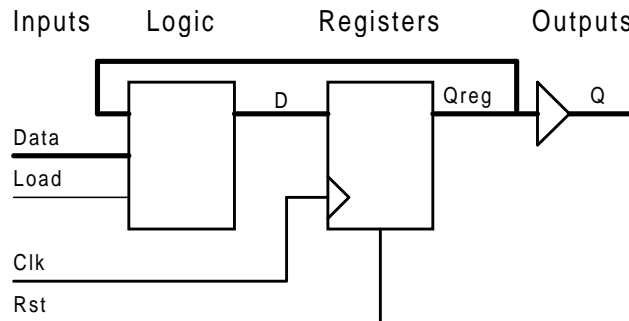 Inputs Logic Registers Outputs
D Qreg Q
Data
Load
Clk
Rst